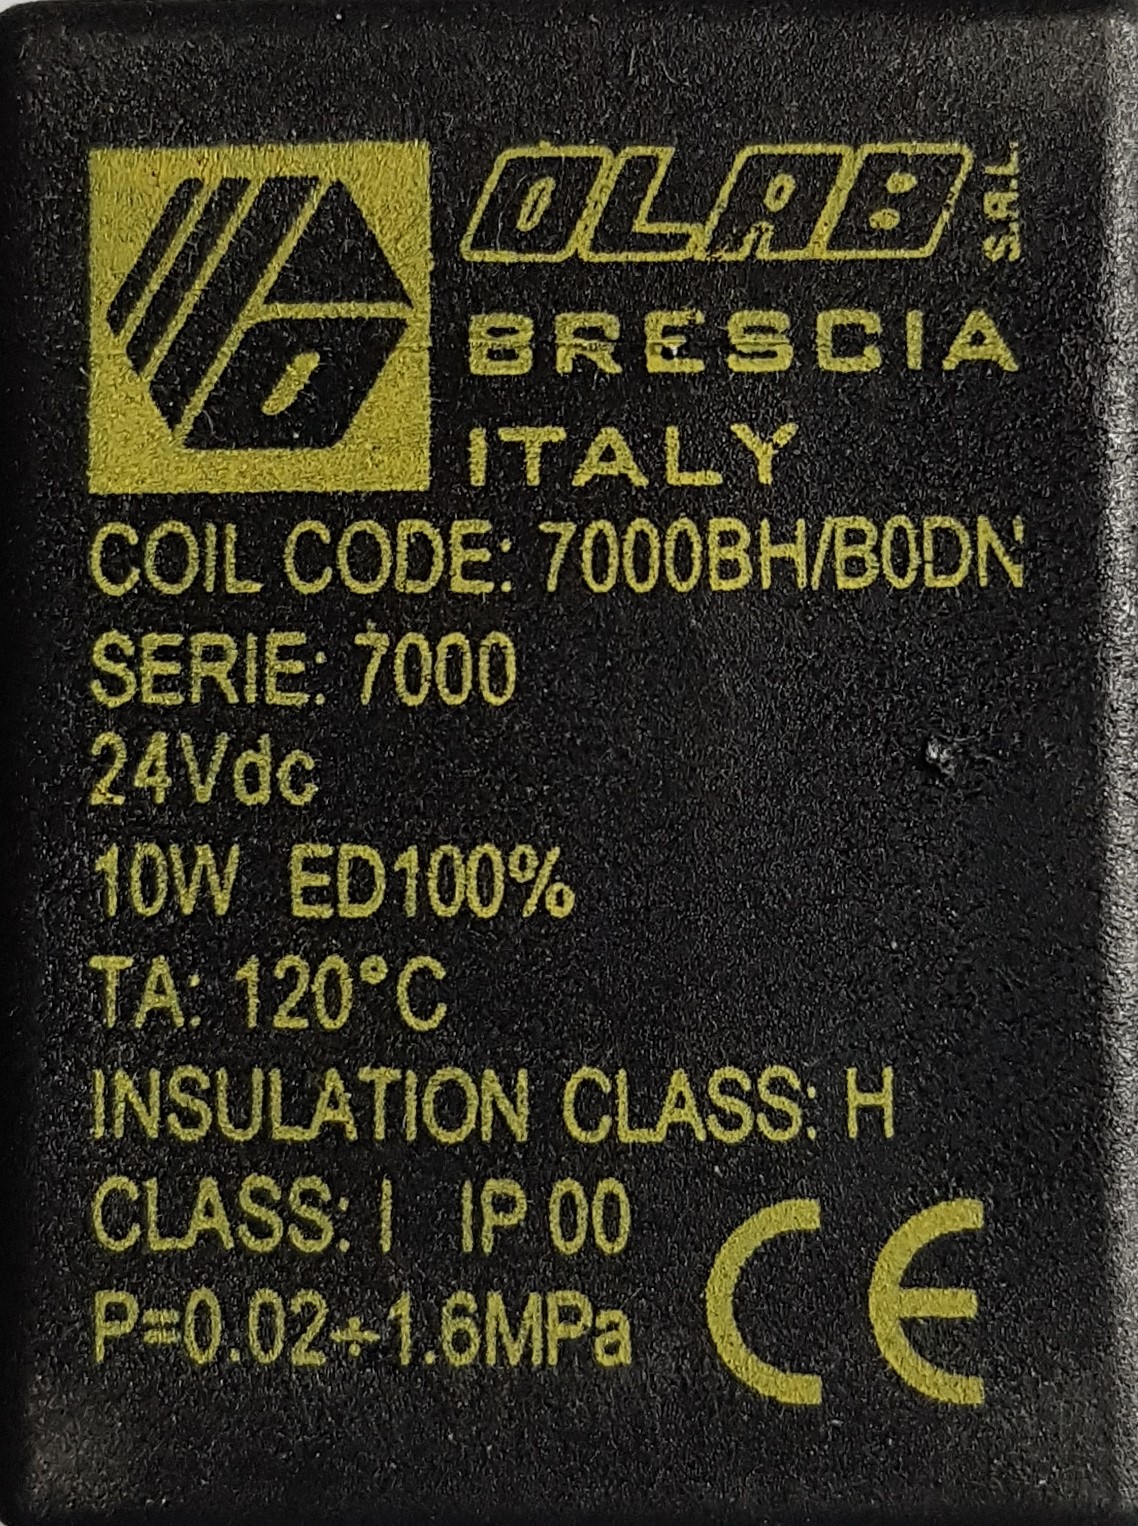 OLAB S.R.L.
BRESCIA
ITALY
COIL CODE: 7000BH/B0DN
SERIE: 7000
24Vdc
10W ED100%
TA: 120°C
INSULATION CLASS: H
CLASS: I IP 00
P=0.02÷1.6MPa
CE